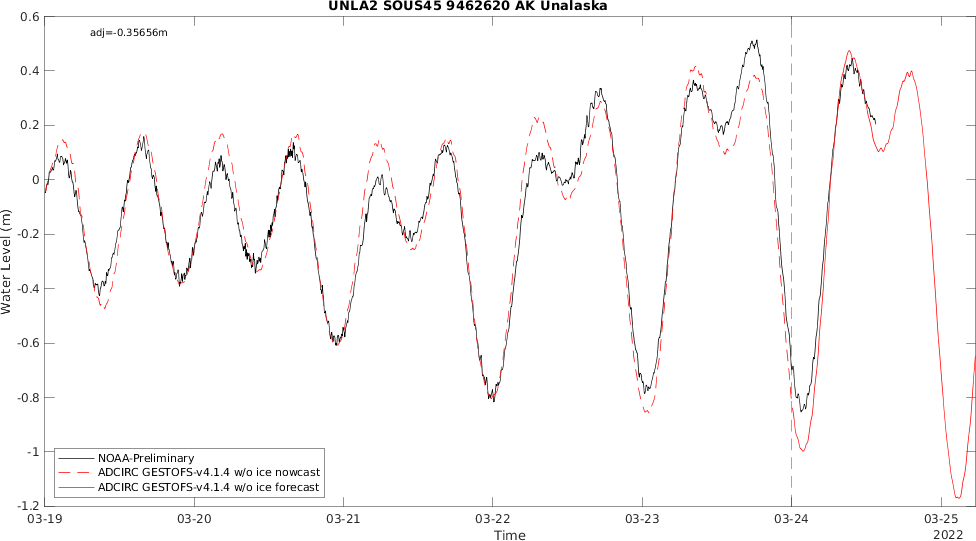 UNLA2 SOUS45 9462620 AK Unalaska
adj=-0.35656m
0.6
0.4
0.2
0
-0.2
-0.4
-0.6
-0.8
-1
-1.2
Water Level (m)
NOAA-Preliminary
ADCIRC GESTOFS-v4.1.4 w/o ice nowcast
ADCIRC GESTOFS-v4.1.4 w/o ice forecast
03-19 03-20 03-21 03-22 03-23 03-24 03-25
Time
2022